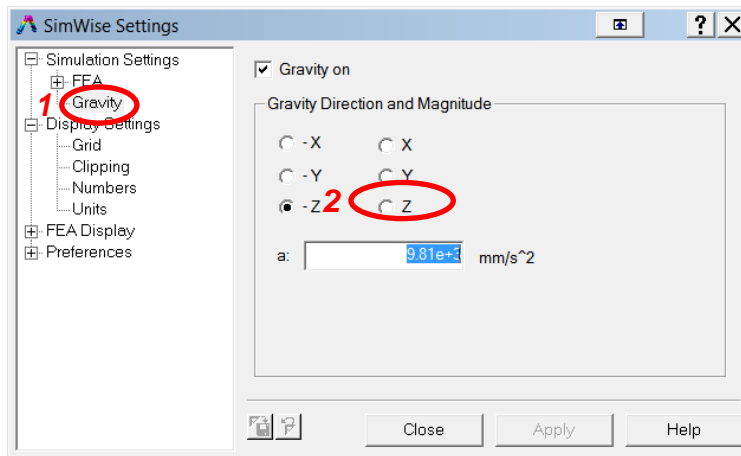 SimWise Settings
?
X
Simulation Settings
FEA
1
Gravity
Display Settings
Grid
Clipping
Numbers
Units
FEA Display
Preferences
Gravity on
Gravity Direction and Magnitude
-X X
-Y Y
-Z 2 Z
a: 9.81e+3 mm/s^2
Close Apply Help